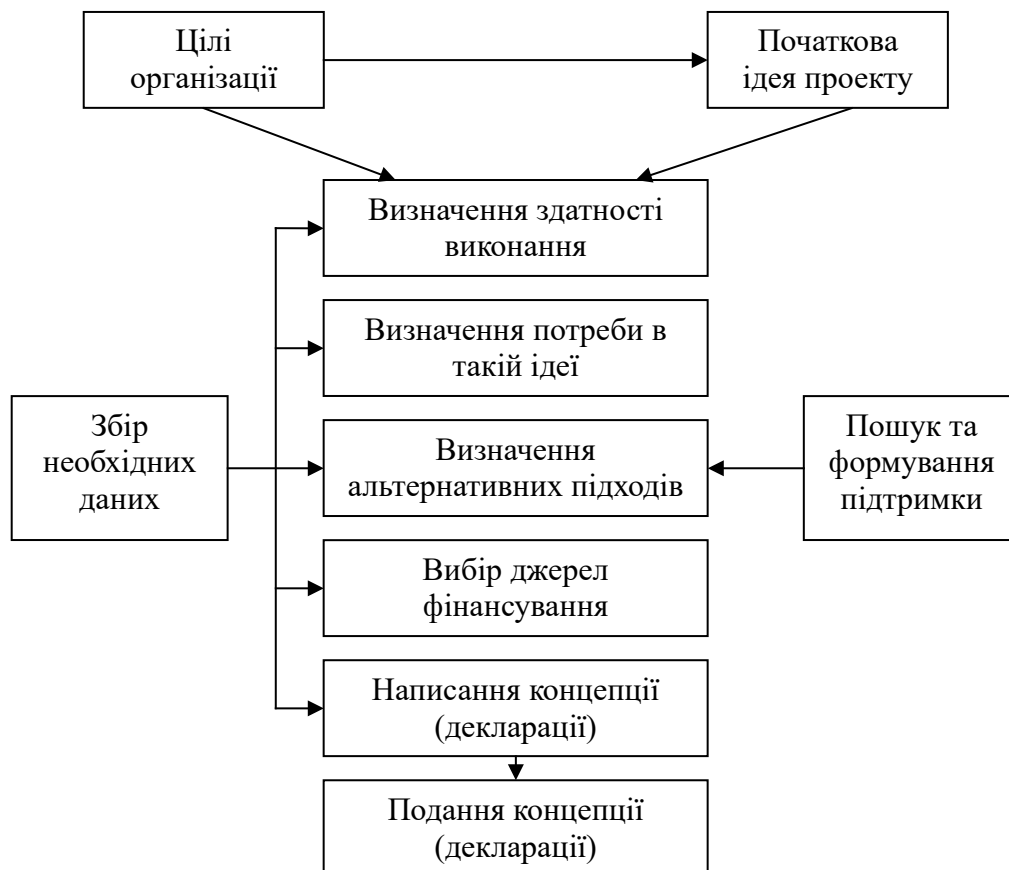 Цілі
організації
Початкова
ідея проекту
Визначення здатності
виконання
Визначення потреби в
такій ідеї
Збір
необхідних
даних
Визначення
альтернативних підходів
Пошук та
формування
підтримки
Вибір джерел
фінансування
Написання концепції
(декларації)
Подання концепції
(декларації)